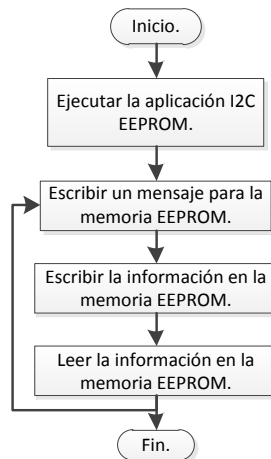 Inicio.
Ejecutar la aplicación I2C
EEPROM.
Escribir un mensaje para la
memoria EEPROM.
Escribir la información en la
memoria EEPROM.
Leer la información en la
memoria EEPROM.
Fin.